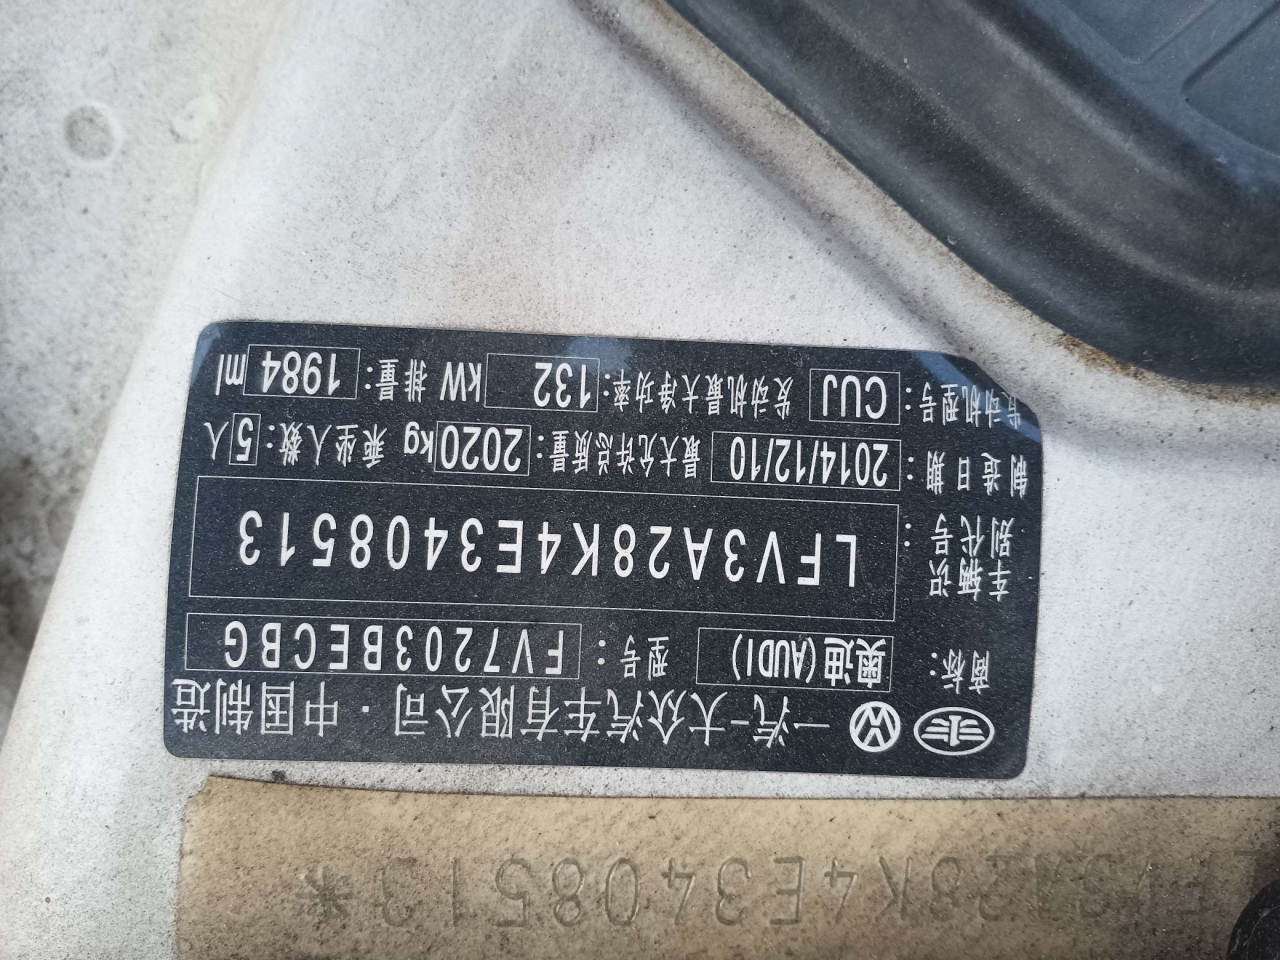 一汽-大众汽车有限公司·中国制造
商标: 奥迪(AUDI) 型号: FV7203BECBG
车辆识别代号: LFV3A28K4E3408513
制造日期: 2014/12/10 最大允许总质量: 2020kg 乘坐人数: 5人
发动机型号: CUJ 发动机最大净功率: 132 kW 排量: 1984 ml
FV3A28K4E3408513*